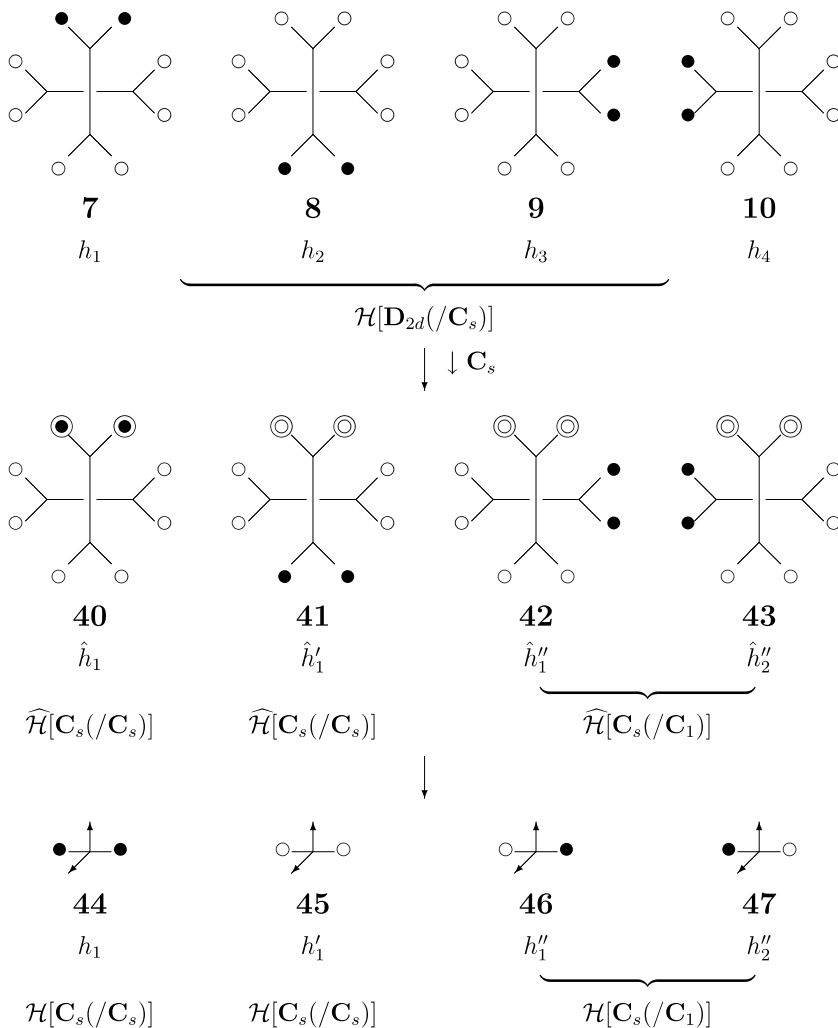 7 8 9 10
h₁ h₂ h₃ h₄
ℋ[D₂d(/Cₛ)]
↓ Cₛ
40 41 42 43
ĥ₁ ĥ′₁ ĥ″₁ ĥ″₂
ℋ̂[Cₛ(/Cₛ)] ℋ̂[Cₛ(/Cₛ)] ℋ̂[Cₛ(/C₁)]
44 45 46 47
h₁ h′₁ h″₁ h″₂
ℋ[Cₛ(/Cₛ)] ℋ[Cₛ(/Cₛ)] ℋ[Cₛ(/C₁)]